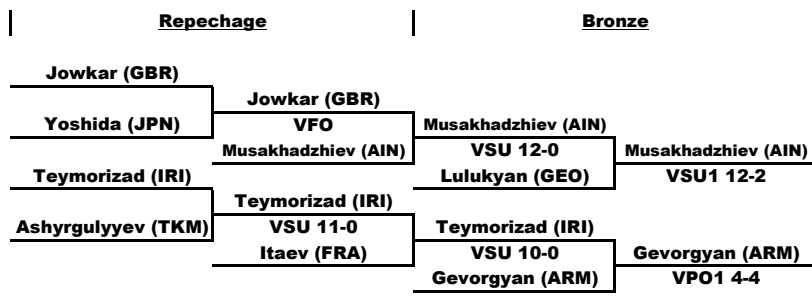 Repechage
Bronze
Jowkar (GBR)
Jowkar (GBR)
Yoshida (JPN)
VFO
Musakhadzhiev (AIN)
Musakhadzhiev (AIN)
VSU 12-0
Musakhadzhiev (AIN)
Teymorizad (IRI)
Lulukyan (GEO)
VSU1 12-2
Teymorizad (IRI)
Ashyrgulyyev (TKM)
VSU 11-0
Teymorizad (IRI)
Itaev (FRA)
VSU 10-0
Gevorgyan (ARM)
Gevorgyan (ARM)
VPO1 4-4